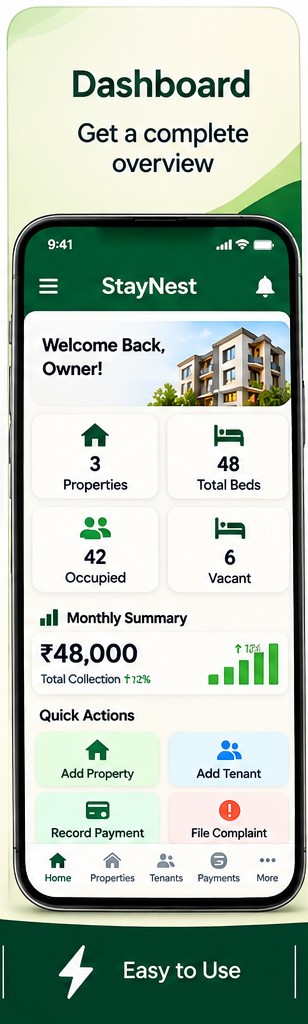 Dashboard
Get a complete
overview
9:41
StayNest
Welcome Back,
Owner!
3
Properties
48
Total Beds
42
Occupied
6
Vacant
Monthly Summary
₹48,000
Total Collection ↑12%
Quick Actions
Add Property
Add Tenant
Record Payment
File Complaint
Home
Properties
Tenants
Payments
More
Easy to Use